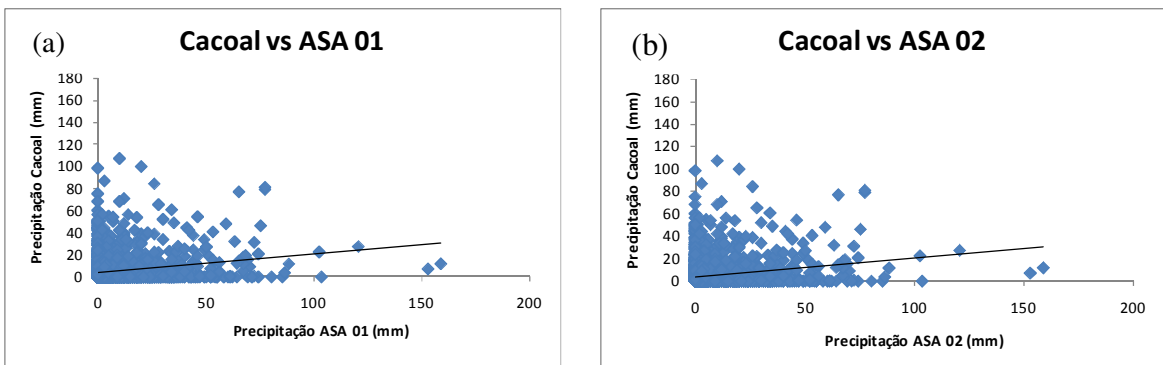 (a)
Cacoal vs ASA 01
Precipitação Cacoal (mm)
180
160
140
120
100
80
60
40
20
0
0 50 100 150 200
Precipitação ASA 01 (mm)
(b)
Cacoal vs ASA 02
Precipitação Cacoal (mm)
180
160
140
120
100
80
60
40
20
0
0 50 100 150 200
Precipitação ASA 02 (mm)